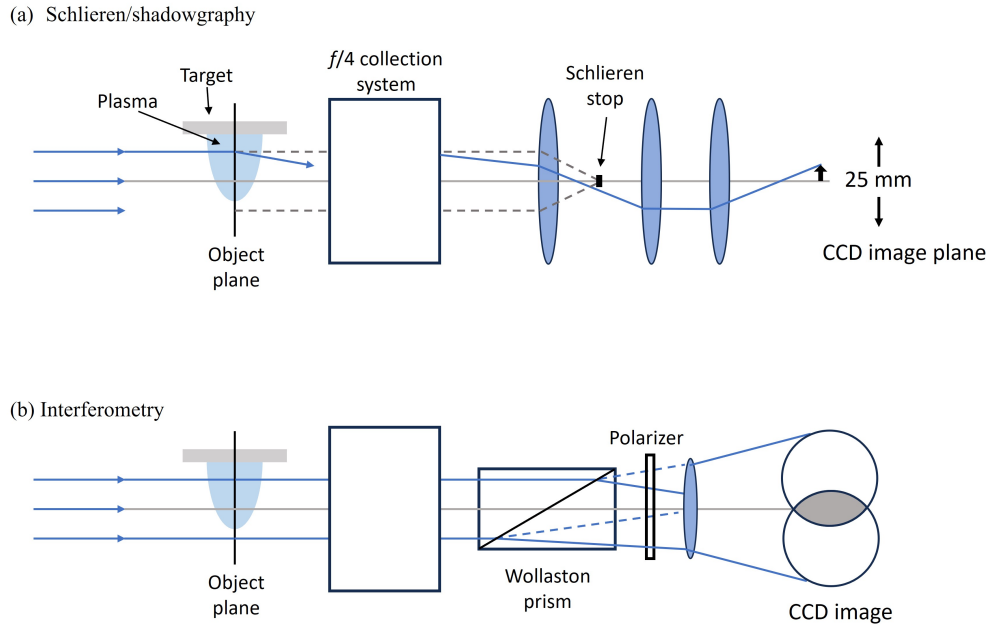 (a) Schlieren/shadowgraphy
f/4 collection
system
Target
Plasma
Schlieren
stop
25 mm
Object
plane
CCD image plane
(b) Interferometry
Polarizer
Wollaston
prism
Object
plane
CCD image